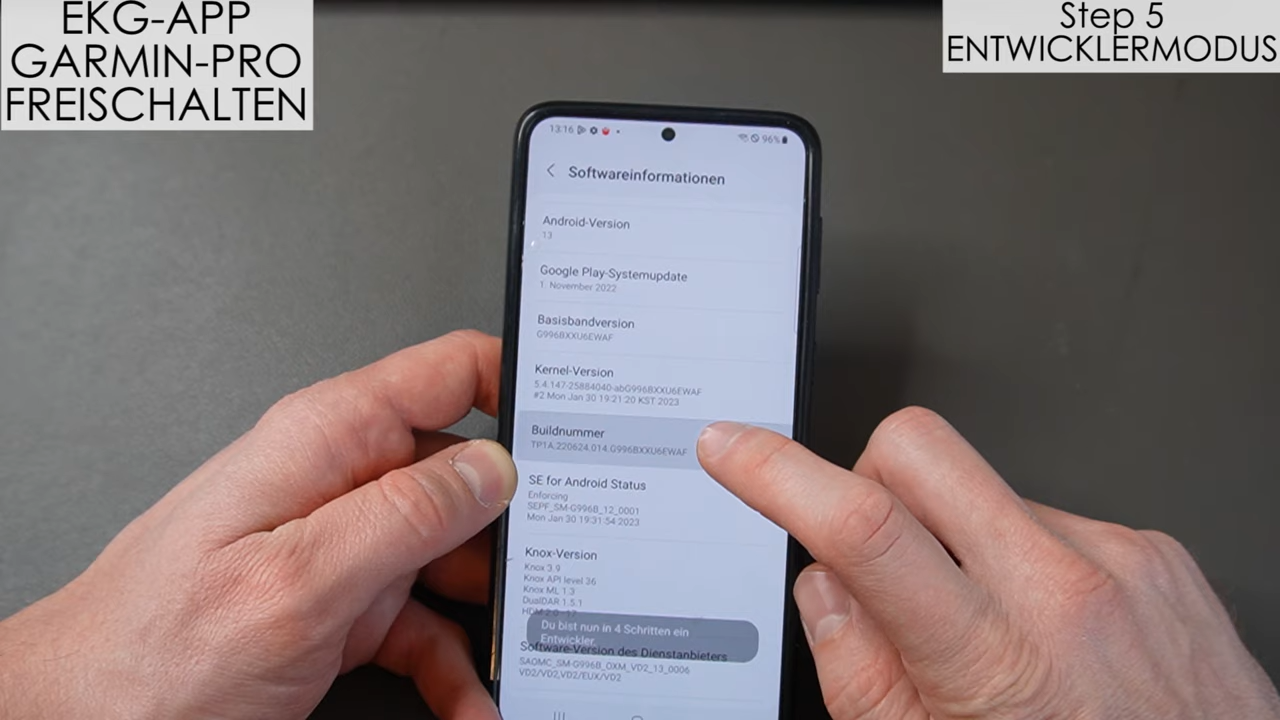 EKG-APP
GARMIN-PRO
FREISCHALTEN
Step 5
ENTWICKLERMODUS
13:16
96%
Softwareinformationen
Android-Version
13
Google Play-Systemupdate
1. November 2022
Basisbandversion
G996BXXU6EWAF
Kernel-Version
5.4.147-25884040-abG996BXXU6EWAF
#2 Mon Jan 30 19:21:20 KST 2023
Buildnummer
TP1A.220624.014.G996BXXU6EWAF
SE for Android Status
Enforcing
SEPF_SM-G996B_12_0001
Mon Jan 30 19:31:54 2023
Knox-Version
Knox 3.9
Knox API level 36
Knox ML 1.3
DualDAR 1.5.1
Du bist nun in 4 Schritten ein
Entwickler.
Software-Version des Dienstanbieters
SAOMC_SM-G996B_OXM_VD2_13_0006
VD2/VD2,VD2/EUX/VD2